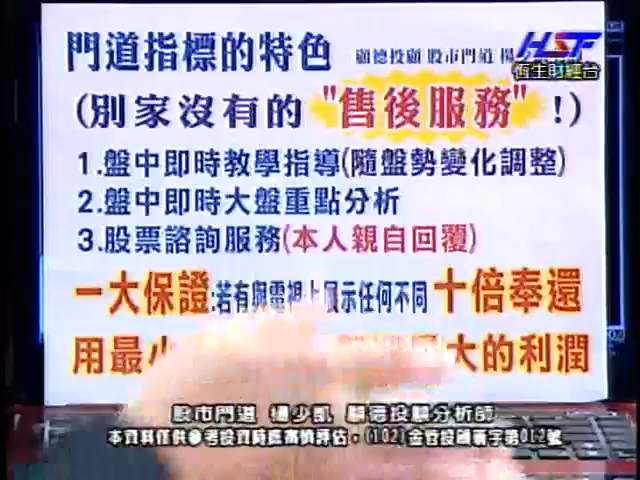 門道指標的特色
顧德投顧 股市門道 楊
HSTF
恆生財經台
(別家沒有的"售後服務"!)
1.盤中即時教學指導(隨盤勢變化調整)
2.盤中即時大盤重點分析
3.股票諮詢服務(本人親自回覆)
一大保證:若有與電視上顯示任何不同 十倍奉還
用最小 大的利潤
股市門道 楊少凱 顧德投顧分析師
本資料僅供參考投資時應審慎評估。(102)金管投顧新字第012號